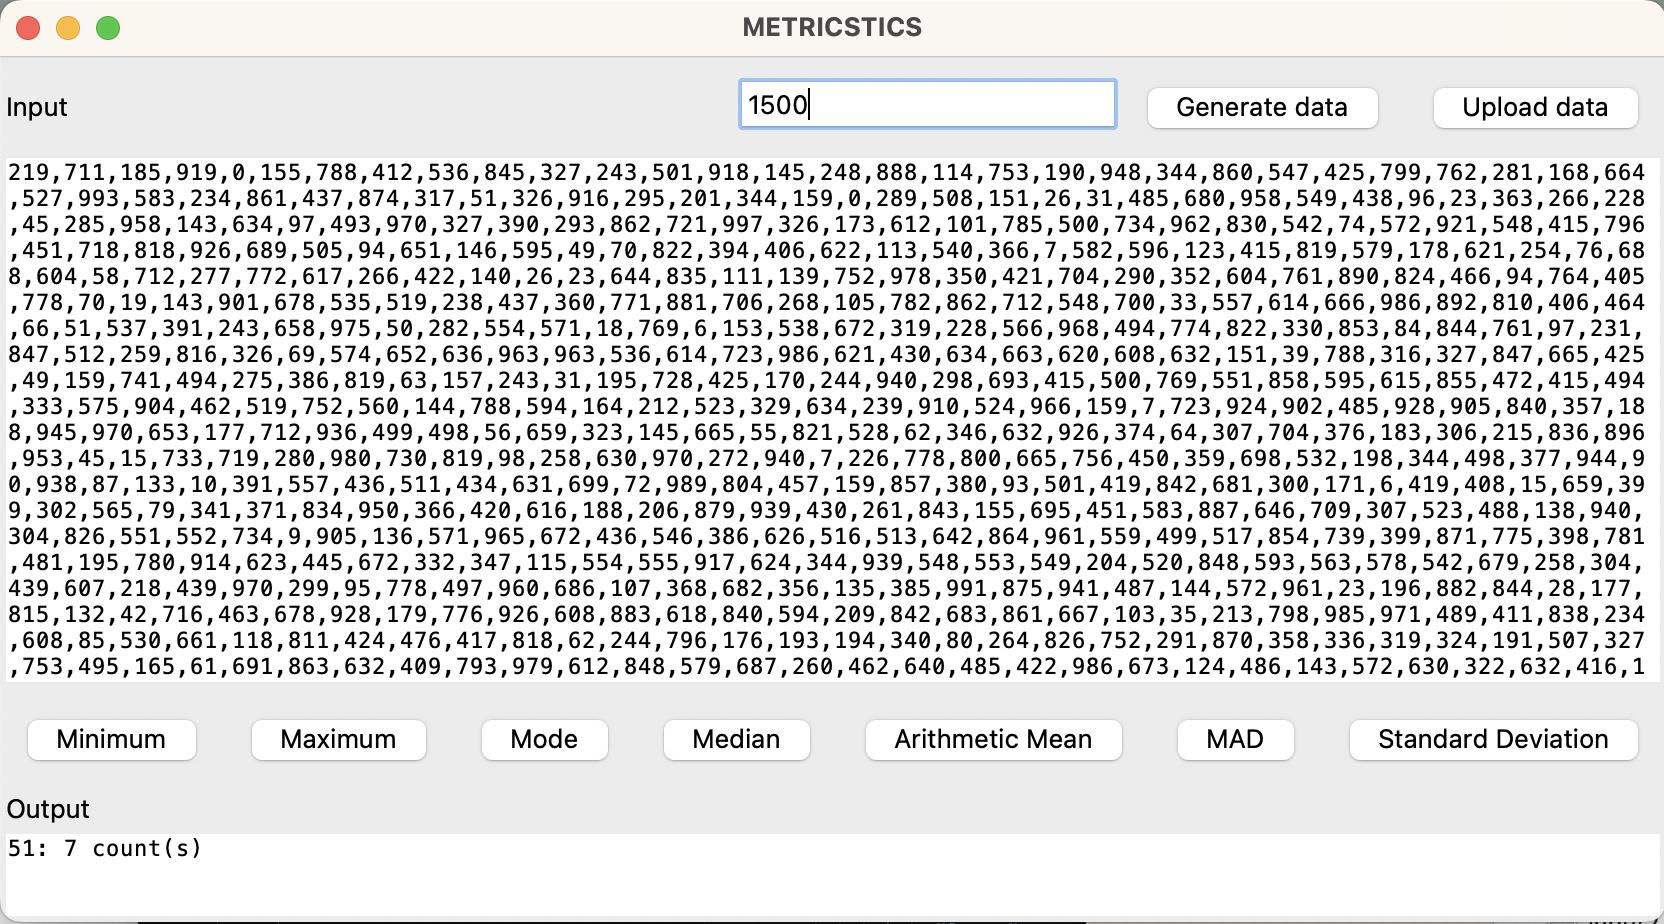 METRICSTICS
Input
1500
Generate data
Upload data
219,711,185,919,0,155,788,412,536,845,327,243,501,918,145,248,888,114,753,190,948,344,860,547,425,799,762,281,168,664
,527,993,583,234,861,437,874,317,51,326,916,295,201,344,159,0,289,508,151,26,31,485,680,958,549,438,96,23,363,266,228
,45,285,958,143,634,97,493,970,327,390,293,862,721,997,326,173,612,101,785,500,734,962,830,542,74,572,921,548,415,796
,451,718,818,926,689,505,94,651,146,595,49,70,822,394,406,622,113,540,366,7,582,596,123,415,819,579,178,621,254,76,68
8,604,58,712,277,772,617,266,422,140,26,23,644,835,111,139,752,978,350,421,704,290,352,604,761,890,824,466,94,764,405
,778,70,19,143,901,678,535,519,238,437,360,771,881,706,268,105,782,862,712,548,700,33,557,614,666,986,892,810,406,464
,66,51,537,391,243,658,975,50,282,554,571,18,769,6,153,538,672,319,228,566,968,494,774,822,330,853,84,844,761,97,231,
847,512,259,816,326,69,574,652,636,963,963,536,614,723,986,621,430,634,663,620,608,632,151,39,788,316,327,847,665,425
,49,159,741,494,275,386,819,63,157,243,31,195,728,425,170,244,940,298,693,415,500,769,551,858,595,615,855,472,415,494
,333,575,904,462,519,752,560,144,788,594,164,212,523,329,634,239,910,524,966,159,7,723,924,902,485,928,905,840,357,18
8,945,970,653,177,712,936,499,498,56,659,323,145,665,55,821,528,62,346,632,926,374,64,307,704,376,183,306,215,836,896
,953,45,15,733,719,280,980,730,819,98,258,630,970,272,940,7,226,778,800,665,756,450,359,698,532,198,344,498,377,944,9
0,938,87,133,10,391,557,436,511,434,631,699,72,989,804,457,159,857,380,93,501,419,842,681,300,171,6,419,408,15,659,39
9,302,565,79,341,371,834,950,366,420,616,188,206,879,939,430,261,843,155,695,451,583,887,646,709,307,523,488,138,940,
304,826,551,552,734,9,905,136,571,965,672,436,546,386,626,516,513,642,864,961,559,499,517,854,739,399,871,775,398,781
,481,195,780,914,623,445,672,332,347,115,554,555,917,624,344,939,548,553,549,204,520,848,593,563,578,542,679,258,304,
439,607,218,439,970,299,95,778,497,960,686,107,368,682,356,135,385,991,875,941,487,144,572,961,23,196,882,844,28,177,
815,132,42,716,463,678,928,179,776,926,608,883,618,840,594,209,842,683,861,667,103,35,213,798,985,971,489,411,838,234
,608,85,530,661,118,811,424,476,417,818,62,244,796,176,193,194,340,80,264,826,752,291,870,358,336,319,324,191,507,327
,753,495,165,61,691,863,632,409,793,979,612,848,579,687,260,462,640,485,422,986,673,124,486,143,572,630,322,632,416,1
Minimum
Maximum
Mode
Median
Arithmetic Mean
MAD
Standard Deviation
Output
51: 7 count(s)